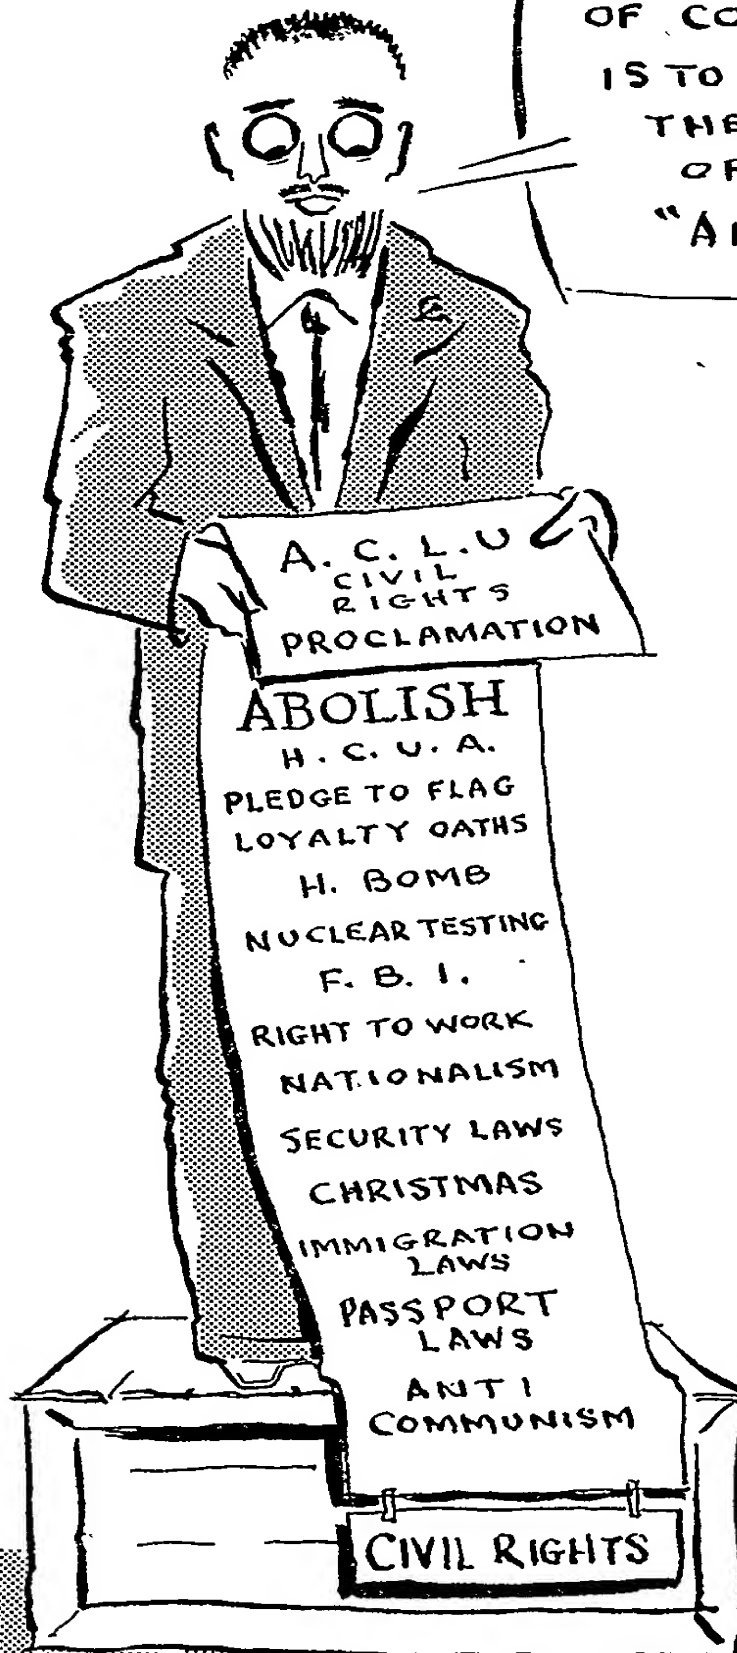 OF CO
IS TO
THE
OF
"A
A. C. L. U
CIVIL
RIGHTS
PROCLAMATION
ABOLISH
H. C. U. A.
PLEDGE TO FLAG
LOYALTY OATHS
H. BOMB
NUCLEAR TESTING
F. B. I.
RIGHT TO WORK
NATIONALISM
SECURITY LAWS
CHRISTMAS
IMMIGRATION
LAWS
PASSPORT
LAWS
ANTI
COMMUNISM
CIVIL RIGHTS